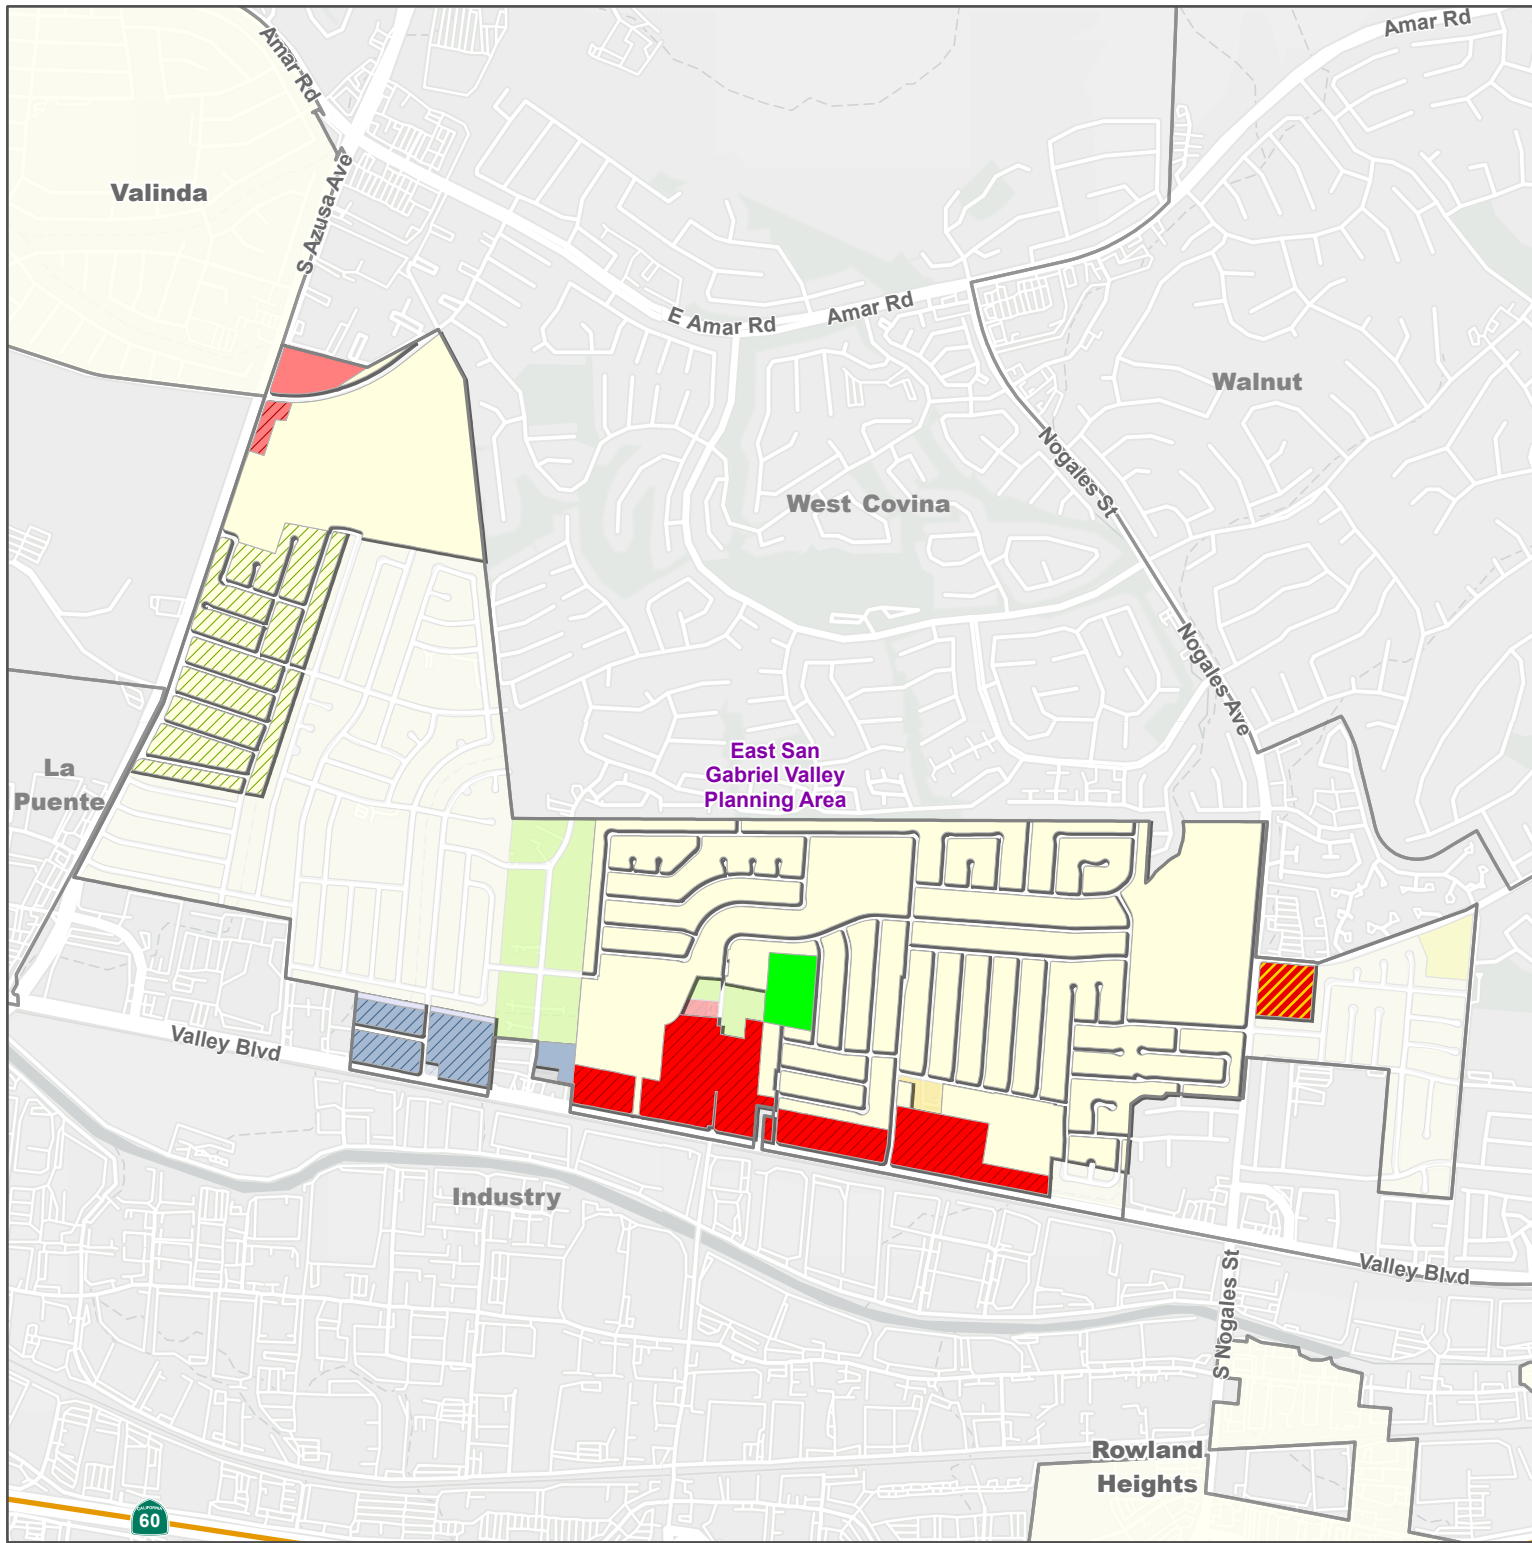 Amar Rd
Amar Rd
Valinda
S Azusa Ave
E Amar Rd
Amar Rd
Walnut
Nogales St
West Covina
Nogales Ave
East San
Gabriel Valley
Planning Area
La
Puente
Valley Blvd
Industry
Valley Blvd
S Nogales St
Rowland
Heights
CALIFORNIA
60